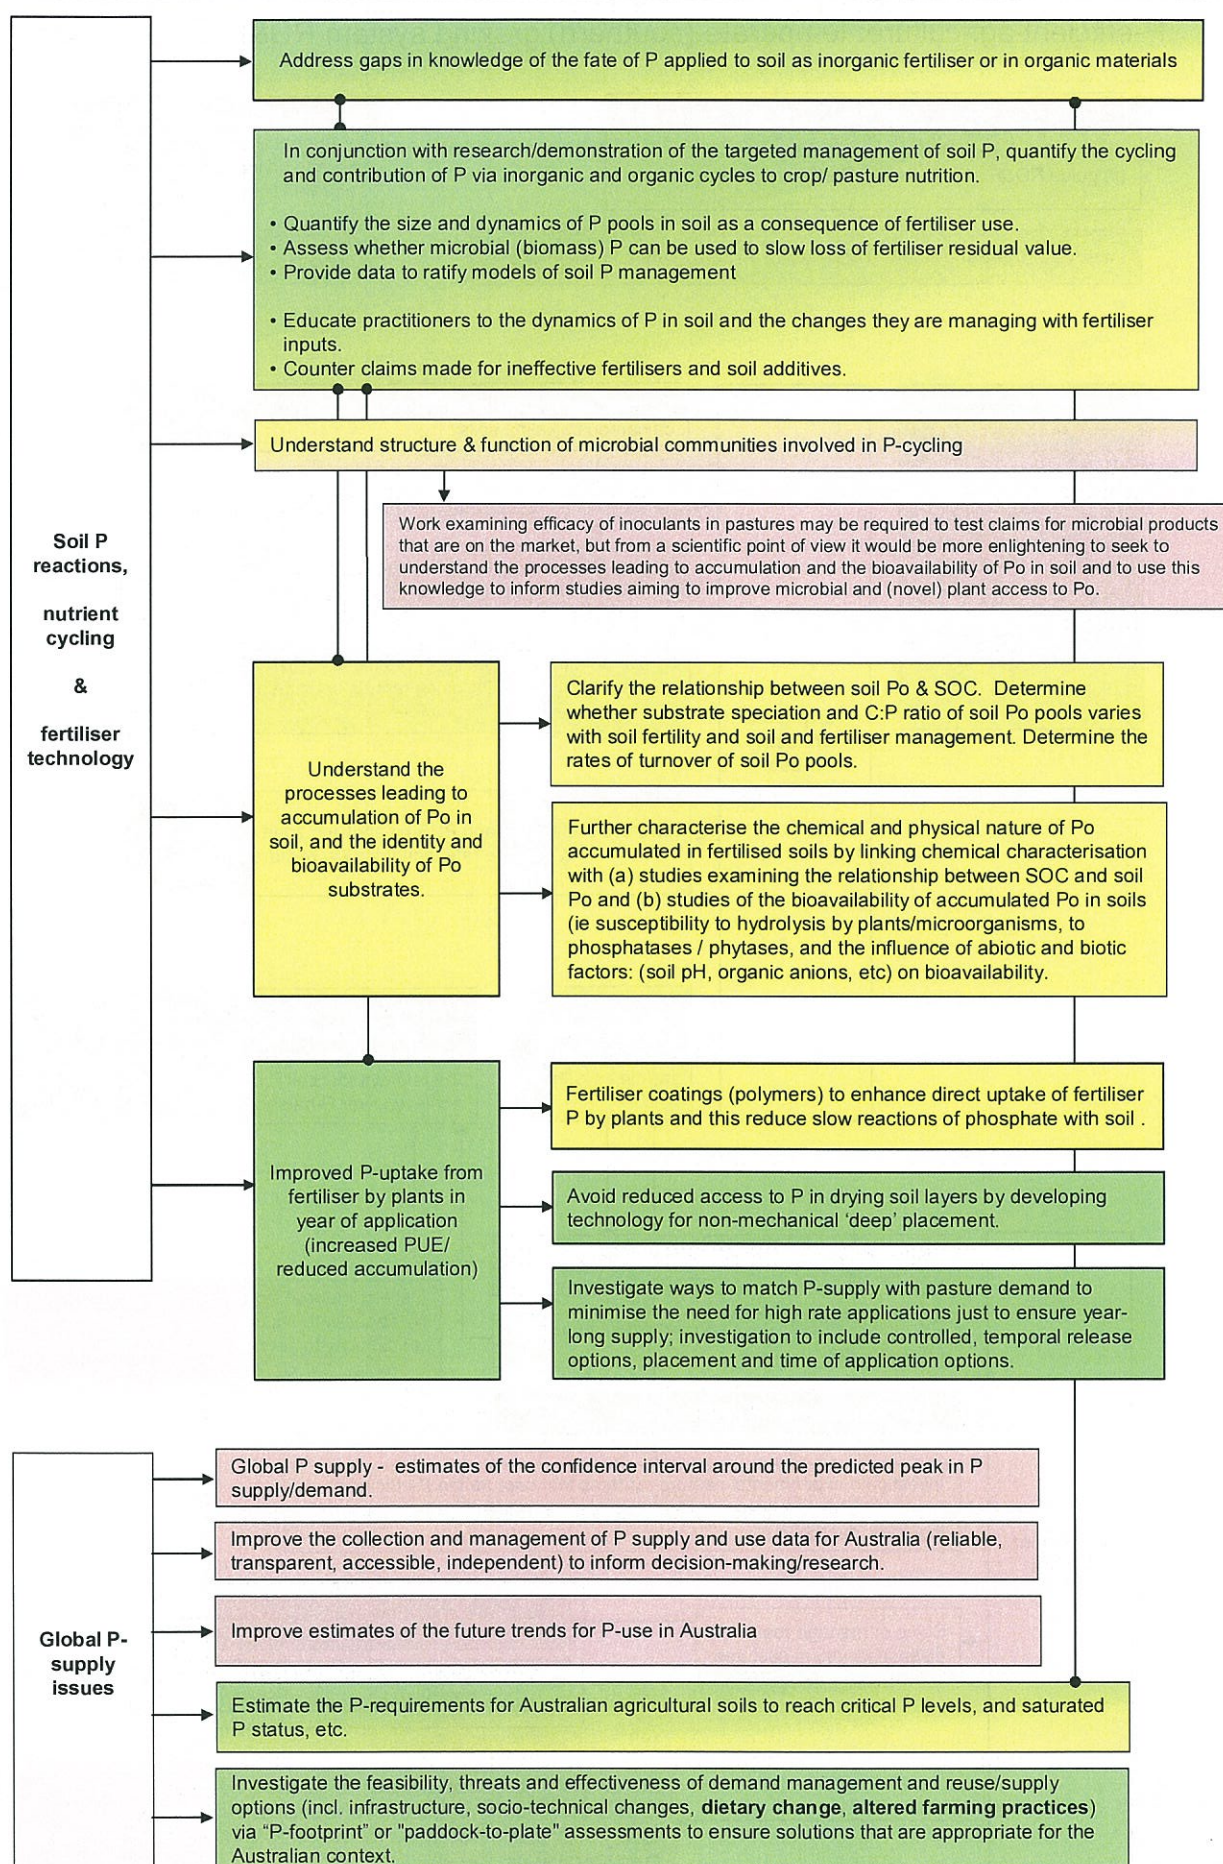 Address gaps in knowledge of the fate of P applied to soil as inorganic fertiliser or in organic materials
In conjunction with research/demonstration of the targeted management of soil P, quantify the cycling
and contribution of P via inorganic and organic cycles to crop/ pasture nutrition.
• Quantify the size and dynamics of P pools in soil as a consequence of fertiliser use.
• Assess whether microbial (biomass) P can be used to slow loss of fertiliser residual value.
• Provide data to ratify models of soil P management
• Educate practitioners to the dynamics of P in soil and the changes they are managing with fertiliser
inputs.
• Counter claims made for ineffective fertilisers and soil additives.
Understand structure & function of microbial communities involved in P-cycling
Work examining efficacy of inoculants in pastures may be required to test claims for microbial products
that are on the market, but from a scientific point of view it would be more enlightening to seek to
understand the processes leading to accumulation and the bioavailability of Po in soil and to use this
knowledge to inform studies aiming to improve microbial and (novel) plant access to Po.
Soil P
reactions,
nutrient
cycling
&
fertiliser
technology
Understand the
processes leading to
accumulation of Po in
soil, and the identity and
bioavailability of Po
substrates.
Clarify the relationship between soil Po & SOC. Determine
whether substrate speciation and C:P ratio of soil Po pools varies
with soil fertility and soil and fertiliser management. Determine the
rates of turnover of soil Po pools.
Further characterise the chemical and physical nature of Po
accumulated in fertilised soils by linking chemical characterisation
with (a) studies examining the relationship between SOC and soil
Po and (b) studies of the bioavailability of accumulated Po in soils
(ie susceptibility to hydrolysis by plants/microorganisms, to
phosphatases / phytases, and the influence of abiotic and biotic
factors: (soil pH, organic anions, etc) on bioavailability.
Improved P-uptake from
fertiliser by plants in
year of application
(increased PUE/
reduced accumulation)
Fertiliser coatings (polymers) to enhance direct uptake of fertiliser
P by plants and this reduce slow reactions of phosphate with soil .
Avoid reduced access to P in drying soil layers by developing
technology for non-mechanical 'deep' placement.
Investigate ways to match P-supply with pasture demand to
minimise the need for high rate applications just to ensure year-
long supply; investigation to include controlled, temporal release
options, placement and time of application options.
Global P-
supply
issues
Global P supply - estimates of the confidence interval around the predicted peak in P
supply/demand.
Improve the collection and management of P supply and use data for Australia (reliable,
transparent, accessible, independent) to inform decision-making/research.
Improve estimates of the future trends for P-use in Australia
Estimate the P-requirements for Australian agricultural soils to reach critical P levels, and saturated
P status, etc.
Investigate the feasibility, threats and effectiveness of demand management and reuse/supply
options (incl. infrastructure, socio-technical changes, dietary change, altered farming practices)
via "P-footprint" or "paddock-to-plate" assessments to ensure solutions that are appropriate for the
Australian context.